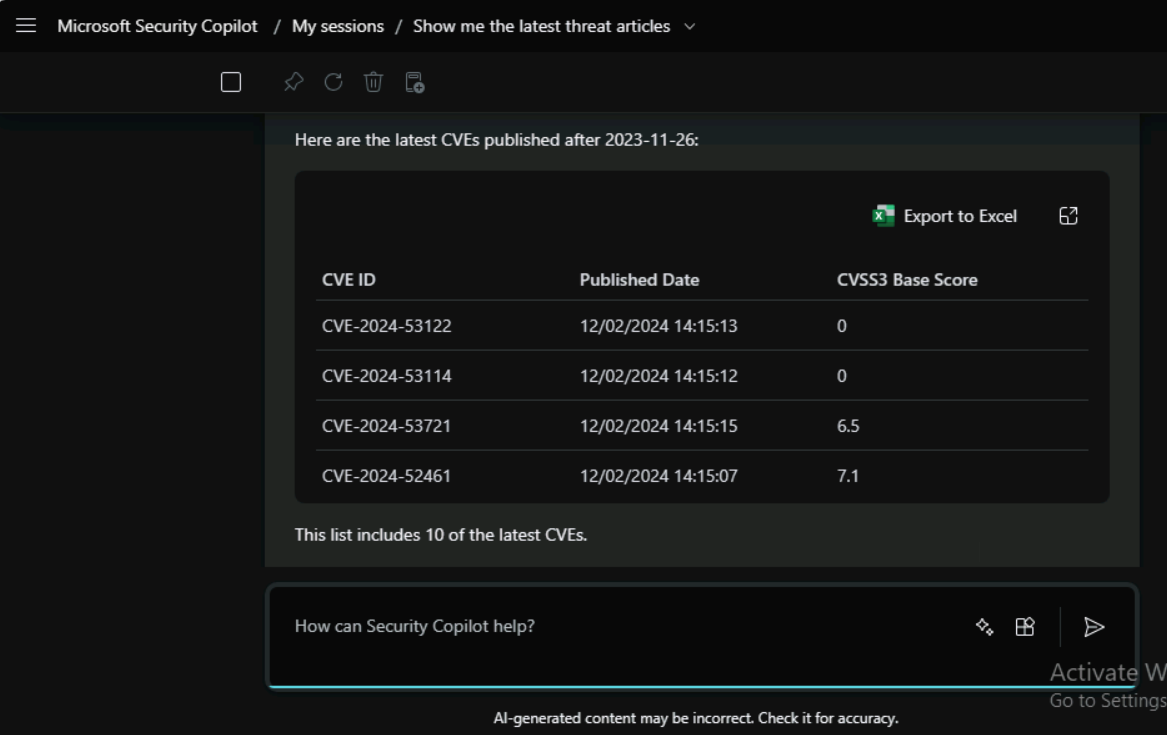 Microsoft Security Copilot / My sessions / Show me the latest threat articles
Here are the latest CVEs published after 2023-11-26:
Export to Excel
CVE ID Published Date CVSS3 Base Score
CVE-2024-53122 12/02/2024 14:15:13 0
CVE-2024-53114 12/02/2024 14:15:12 0
CVE-2024-53721 12/02/2024 14:15:15 6.5
CVE-2024-52461 12/02/2024 14:15:07 7.1
This list includes 10 of the latest CVEs.
How can Security Copilot help?
Activate W
Go to Settings
AI-generated content may be incorrect. Check it for accuracy.